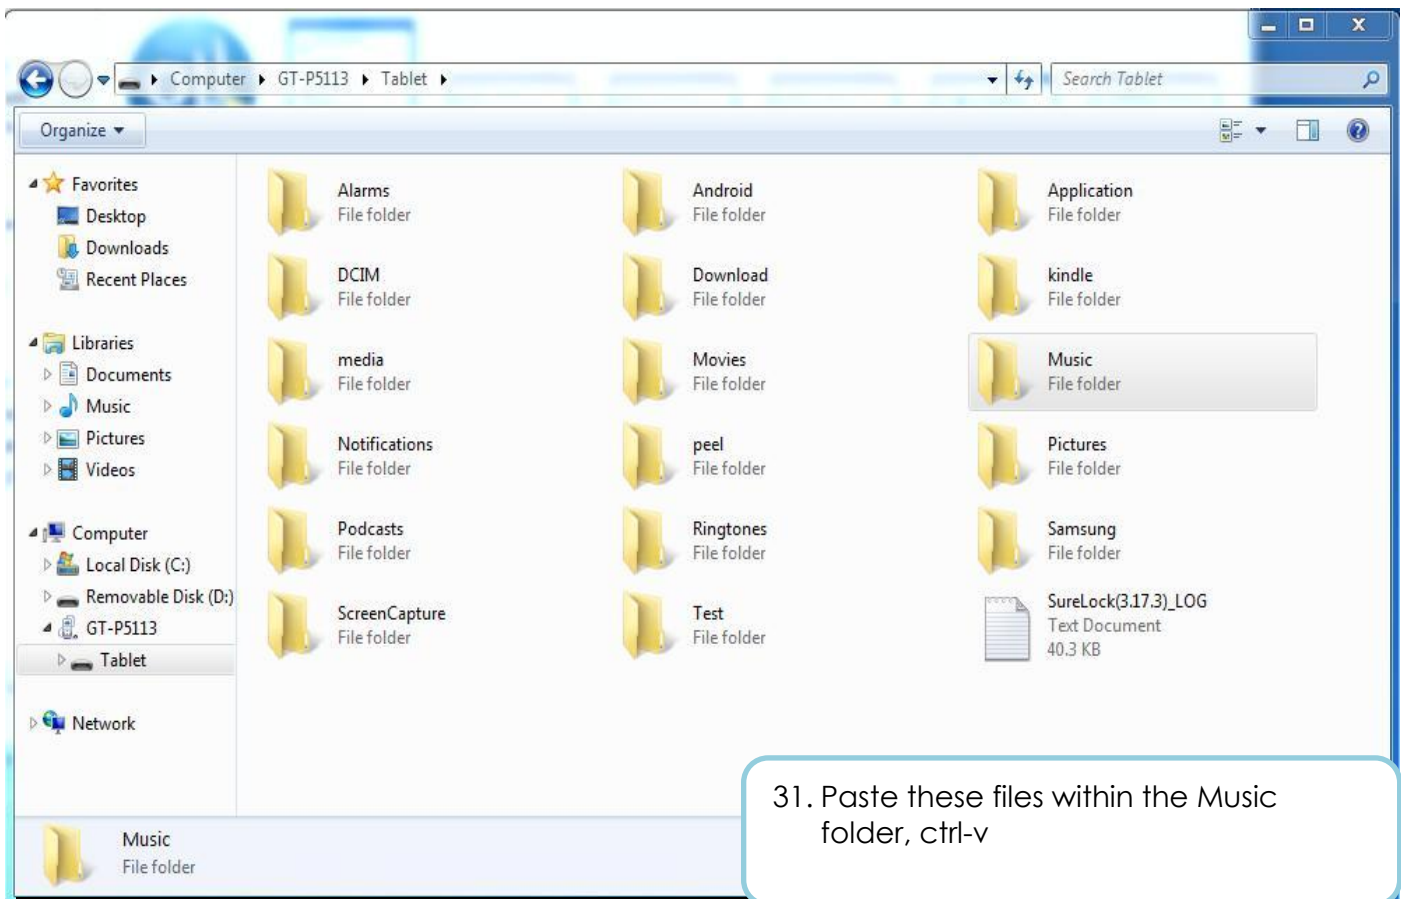 Computer ▸ GT-P5113 ▸ Tablet ▸
Search Tablet
Organize
Favorites
Desktop
Downloads
Recent Places
Libraries
Documents
Music
Pictures
Videos
Computer
Local Disk (C:)
Removable Disk (D:)
GT-P5113
Tablet
Network
Alarms
File folder
Android
File folder
Application
File folder
DCIM
File folder
Download
File folder
kindle
File folder
media
File folder
Movies
File folder
Music
File folder
Notifications
File folder
peel
File folder
Pictures
File folder
Podcasts
File folder
Ringtones
File folder
Samsung
File folder
ScreenCapture
File folder
Test
File folder
SureLock(3.17.3)_LOG
Text Document
40.3 KB
Music
File folder
31. Paste these files within the Music
folder, ctrl-v